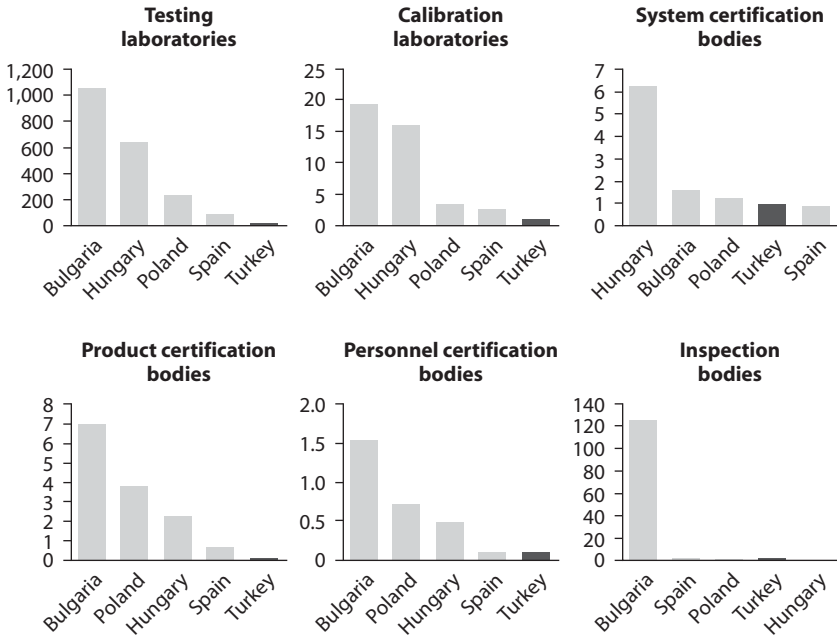 Testing
laboratories
1,200
1,000
800
600
400
200
0
Bulgaria
Hungary
Poland
Spain
Turkey
Calibration
laboratories
25
20
15
10
5
0
Bulgaria
Hungary
Poland
Spain
Turkey
System certification
bodies
7
6
5
4
3
2
1
0
Hungary
Bulgaria
Poland
Turkey
Spain
Product certification
bodies
8
7
6
5
4
3
2
1
0
Bulgaria
Poland
Hungary
Spain
Turkey
Personnel certification
bodies
2.0
1.5
1.0
0.5
0
Bulgaria
Poland
Hungary
Spain
Turkey
Inspection
bodies
140
120
100
80
60
40
20
0
Bulgaria
Spain
Poland
Turkey
Hungary